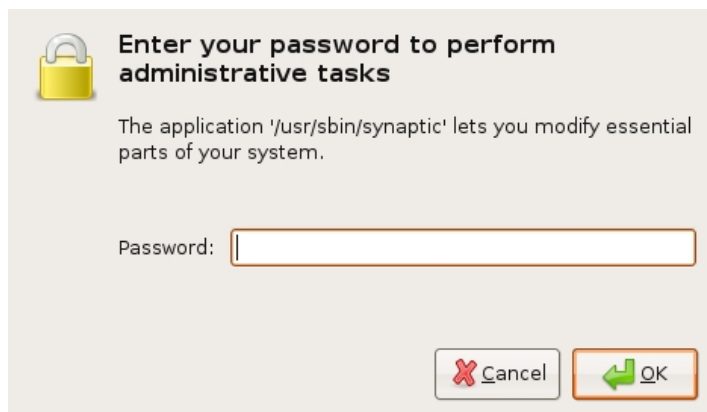 Enter your password to perform
administrative tasks
The application '/usr/sbin/synaptic' lets you modify essential
parts of your system.
Password:
Cancel
OK